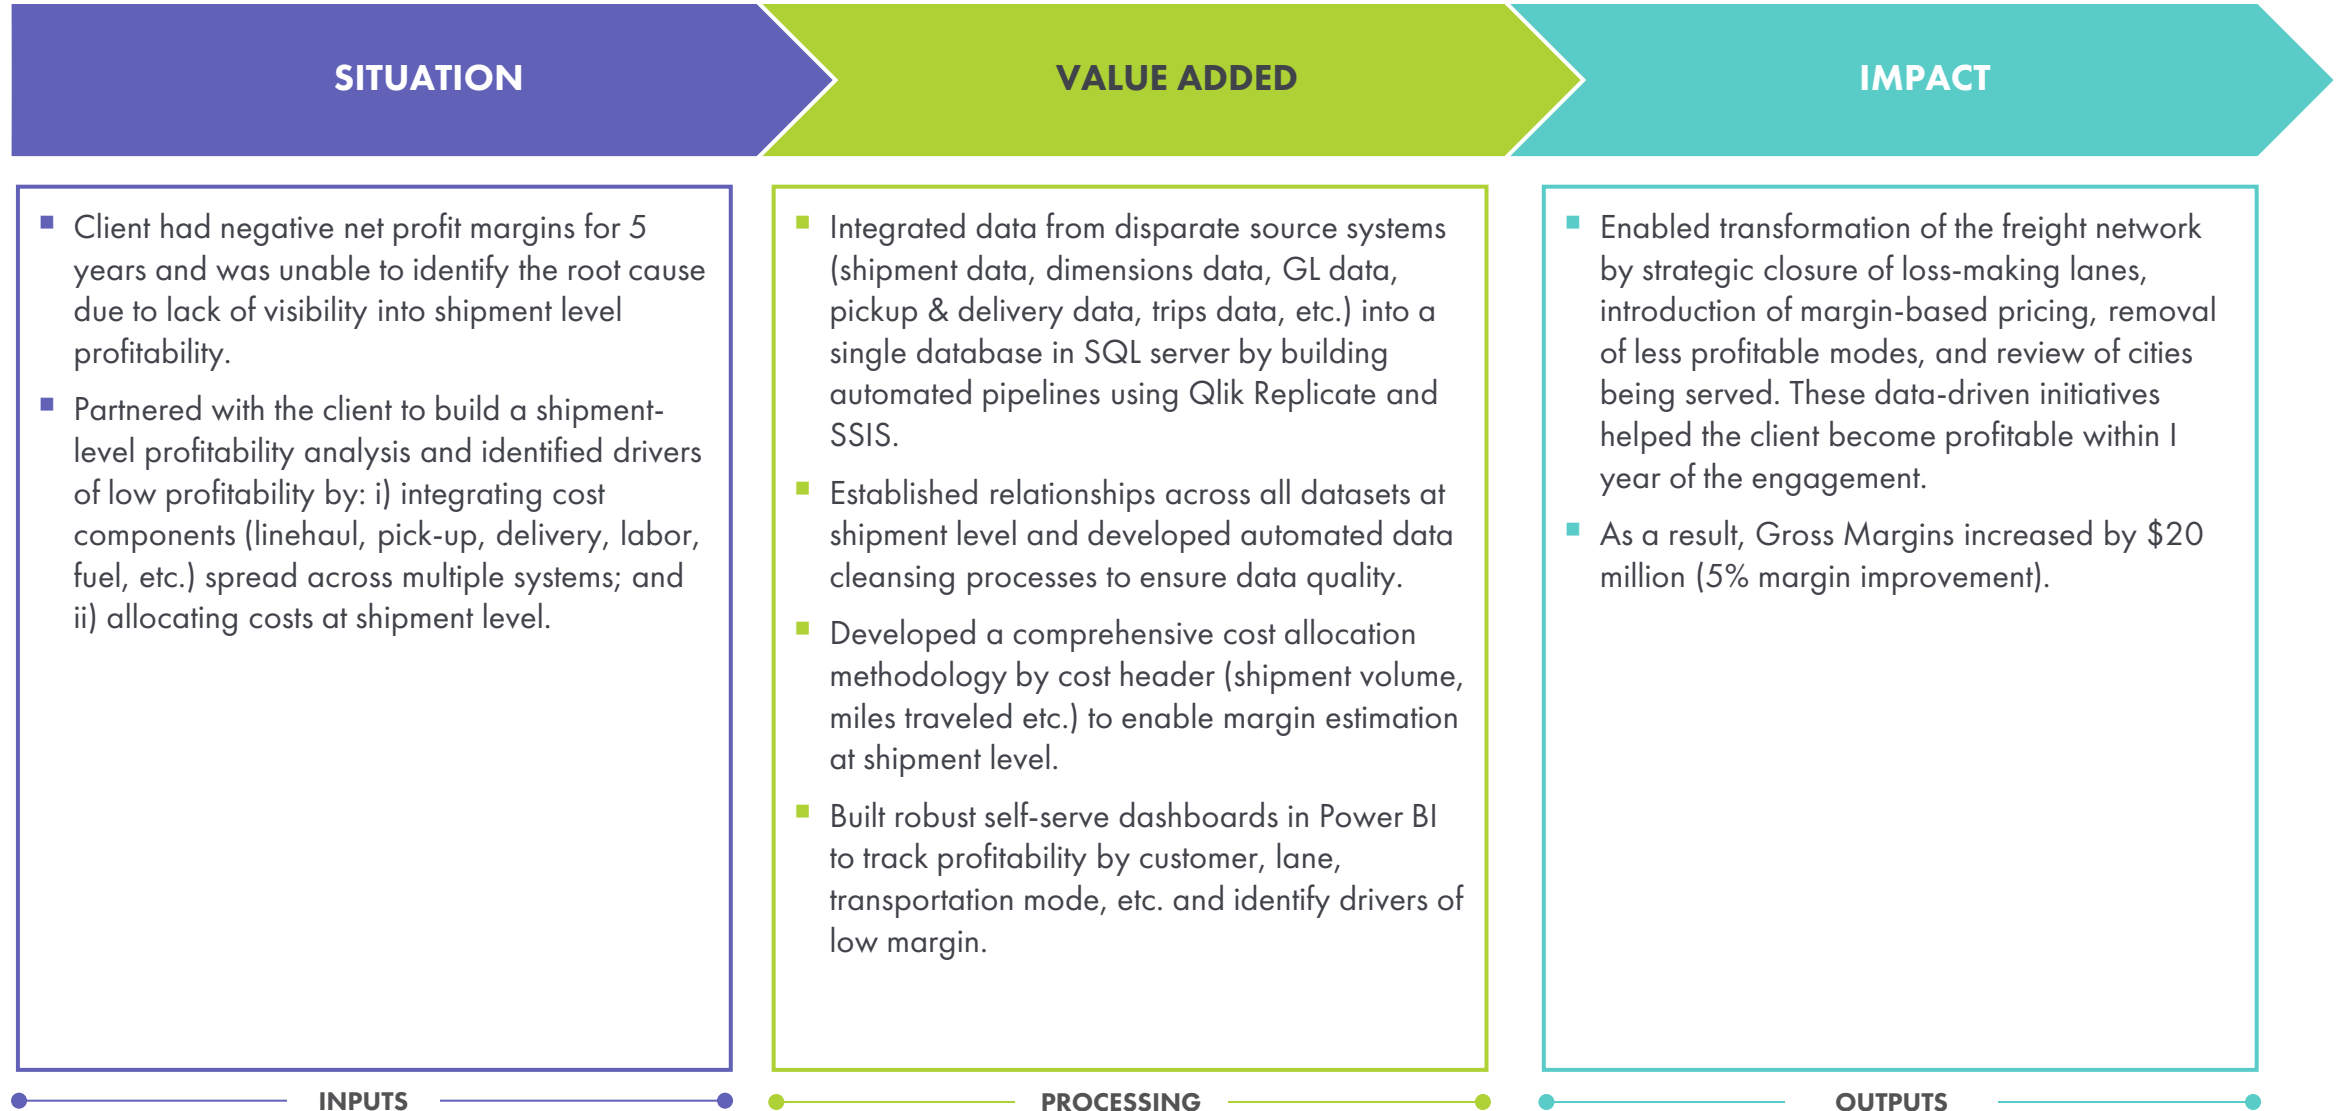 SITUATION
VALUE ADDED
IMPACT
▪ Client had negative net profit margins for 5
years and was unable to identify the root cause
due to lack of visibility into shipment level
profitability.
▪ Partnered with the client to build a shipment-
level profitability analysis and identified drivers
of low profitability by: i) integrating cost
components (linehaul, pick-up, delivery, labor,
fuel, etc.) spread across multiple systems; and
ii) allocating costs at shipment level.
▪ Integrated data from disparate source systems
(shipment data, dimensions data, GL data,
pickup & delivery data, trips data, etc.) into a
single database in SQL server by building
automated pipelines using Qlik Replicate and
SSIS.
▪ Established relationships across all datasets at
shipment level and developed automated data
cleansing processes to ensure data quality.
▪ Developed a comprehensive cost allocation
methodology by cost header (shipment volume,
miles traveled etc.) to enable margin estimation
at shipment level.
▪ Built robust self-serve dashboards in Power BI
to track profitability by customer, lane,
transportation mode, etc. and identify drivers of
low margin.
▪ Enabled transformation of the freight network
by strategic closure of loss-making lanes,
introduction of margin-based pricing, removal
of less profitable modes, and review of cities
being served. These data-driven initiatives
helped the client become profitable within I
year of the engagement.
▪ As a result, Gross Margins increased by $20
million (5% margin improvement).
INPUTS
PROCESSING
OUTPUTS